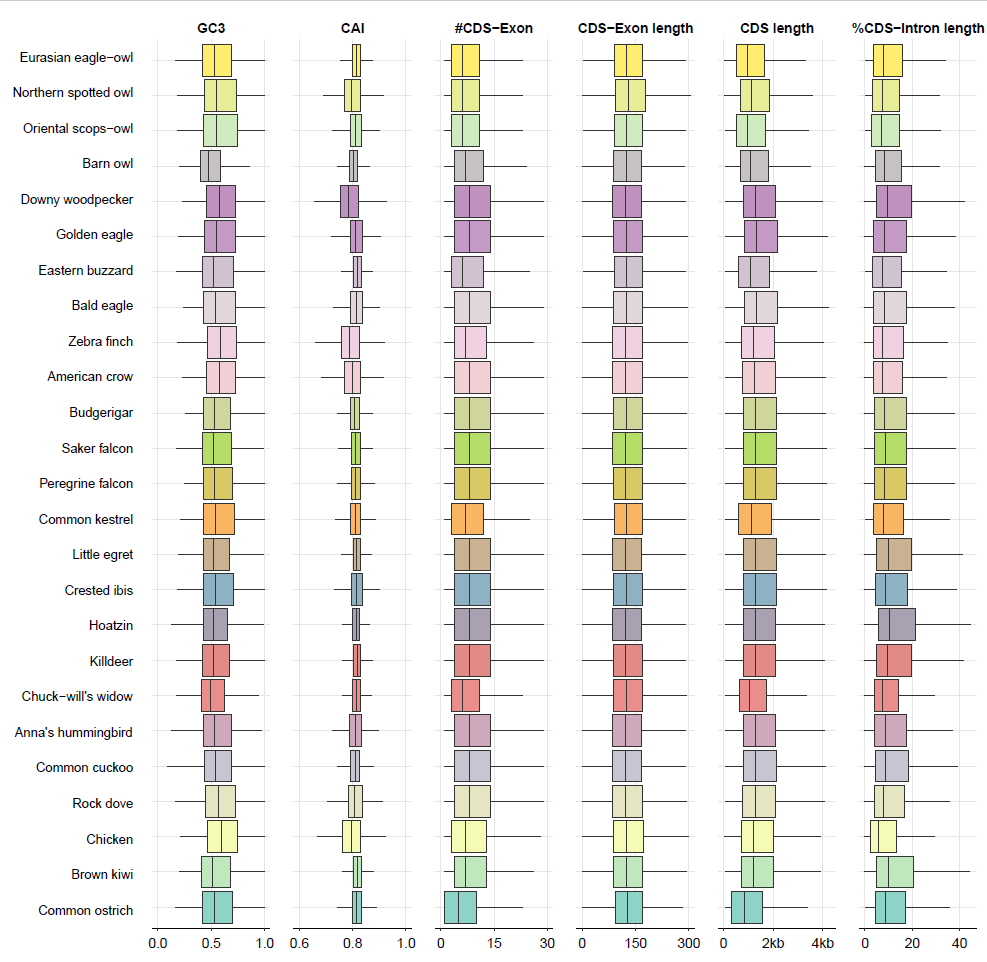 GC3 CAI #CDS−Exon CDS−Exon length CDS length %CDS−Intron length
Eurasian eagle−owl
Northern spotted owl
Oriental scops−owl
Barn owl
Downy woodpecker
Golden eagle
Eastern buzzard
Bald eagle
Zebra finch
American crow
Budgerigar
Saker falcon
Peregrine falcon
Common kestrel
Little egret
Crested ibis
Hoatzin
Killdeer
Chuck−will's widow
Anna's hummingbird
Common cuckoo
Rock dove
Chicken
Brown kiwi
Common ostrich
0.0 0.5 1.0 0.6 0.8 1.0 0 15 30 0 150 300 0 2kb 4kb 0 20 40